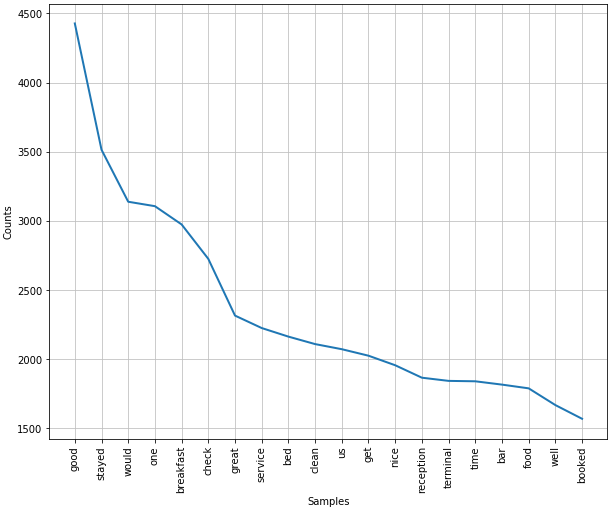 4500
4000
3500
3000
2500
2000
1500
Counts
good
stayed
would
one
breakfast
check
great
service
bed
clean
us
get
nice
reception
terminal
time
bar
food
well
booked
Samples